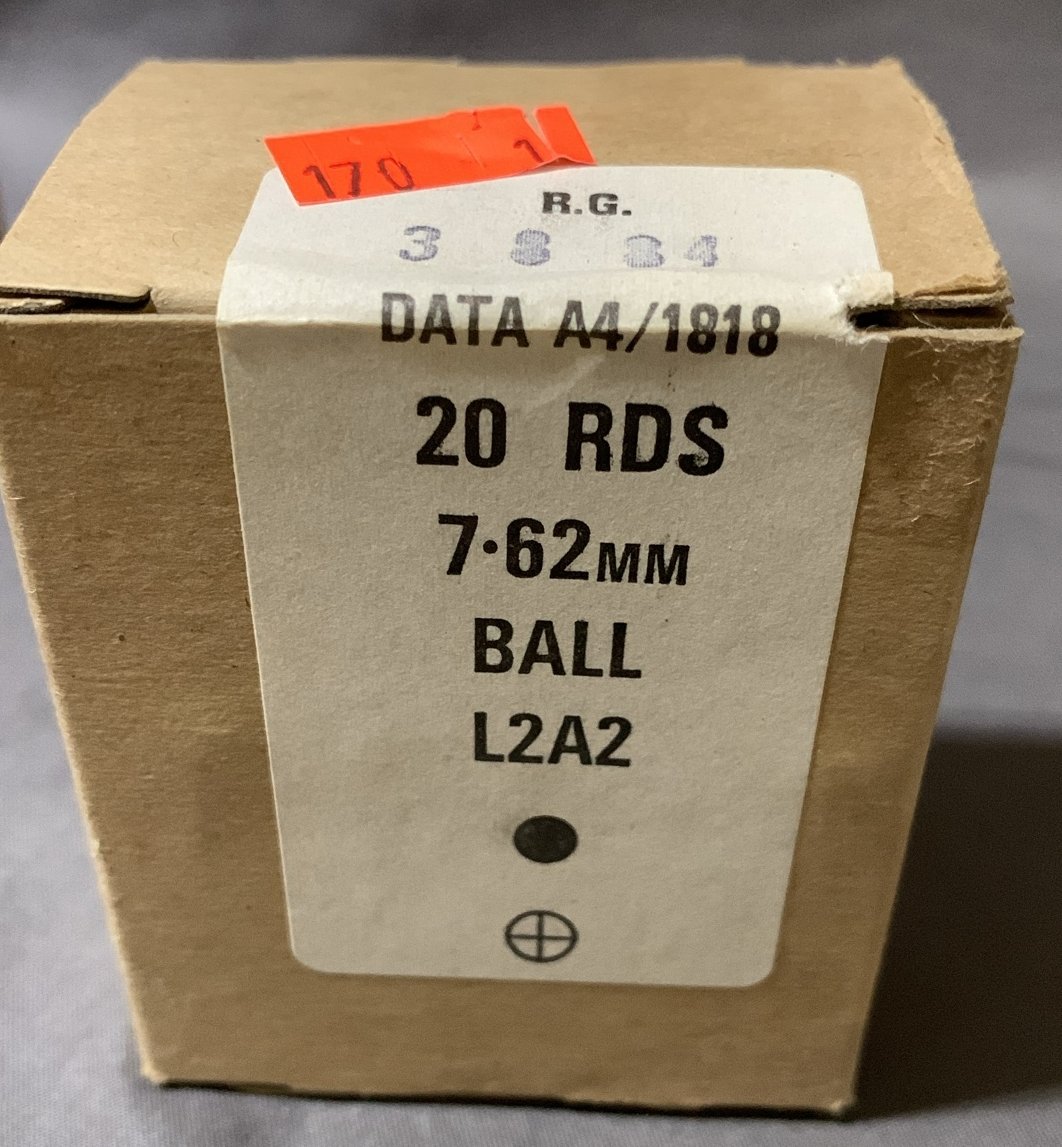 170 1
R.G.
3 8 84
DATA A4/1818
20 RDS
7·62MM
BALL
L2A2